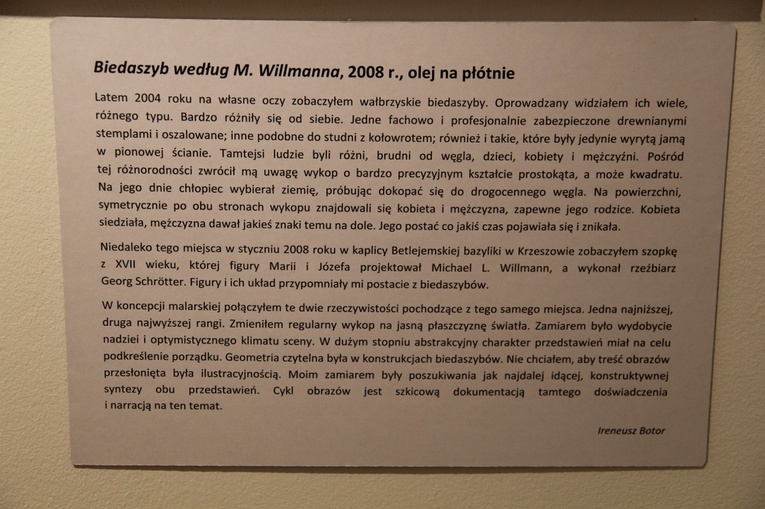 Biedaszyb według M. Willmanna, 2008 r., olej na płótnie
Latem 2004 roku na własne oczy zobaczyłem wałbrzyskie biedaszyby. Oprowadzany widziałem ich wiele,
różnego typu. Bardzo różniły się od siebie. Jedne fachowo i profesjonalnie zabezpieczone drewnianymi
stemplami i oszalowane; inne podobne do studni z kołowrotem; również i takie, które były jedynie wyrytą jamą
w pionowej ścianie. Tamtejsi ludzie byli różni, brudni od węgla, dzieci, kobiety i mężczyźni. Pośród
tej różnorodności zwrócił mą uwagę wykop o bardzo precyzyjnym kształcie prostokąta, a może kwadratu.
Na jego dnie chłopiec wybierał ziemię, próbując dokopać się do drogocennego węgla. Na powierzchni,
symetrycznie po obu stronach wykopu znajdowali się kobieta i mężczyzna, zapewne jego rodzice. Kobieta
siedziała, mężczyzna dawał jakieś znaki temu na dole. Jego postać co jakiś czas pojawiała się i znikała.
Niedaleko tego miejsca w styczniu 2008 roku w kaplicy Betlejemskiej bazyliki w Krzeszowie zobaczyłem szopkę
z XVII wieku, której figury Marii i Józefa projektował Michael L. Willmann, a wykonał rzeźbiarz
Georg Schrötter. Figury i ich układ przypomniały mi postacie z biedaszybów.
W koncepcji malarskiej połączyłem te dwie rzeczywistości pochodzące z tego samego miejsca. Jedna najniższej,
druga najwyższej rangi. Zmieniłem regularny wykop na jasną płaszczyznę światła. Zamiarem było wydobycie
nadziei i optymistycznego klimatu sceny. W dużym stopniu abstrakcyjny charakter przedstawień miał na celu
podkreślenie porządku. Geometria czytelna była w konstrukcjach biedaszybów. Nie chciałem, aby treść obrazów
przesłonięta była ilustracyjnością. Moim zamiarem były poszukiwania jak najdalej idącej, konstruktywnej
syntezy obu przedstawień. Cykl obrazów jest szkicową dokumentacją tamtego doświadczenia
i narracją na ten temat.
Ireneusz Botor